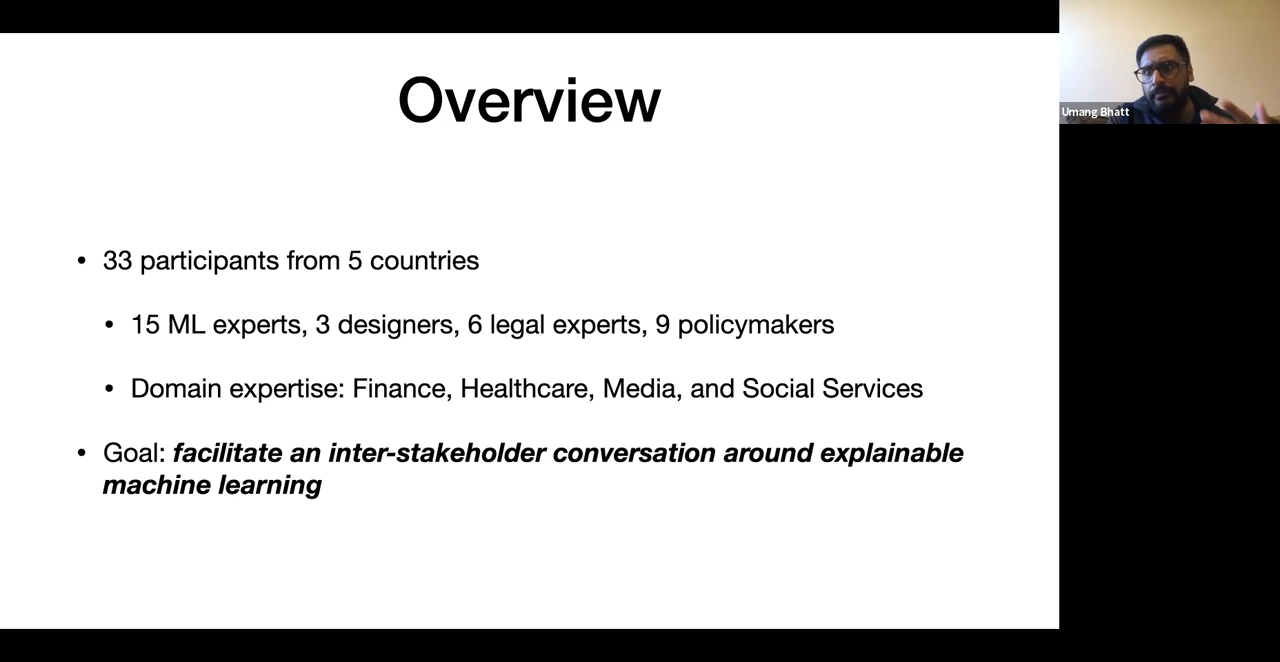 Overview
Umang Bhatt
• 33 participants from 5 countries
• 15 ML experts, 3 designers, 6 legal experts, 9 policymakers
• Domain expertise: Finance, Healthcare, Media, and Social Services
• Goal: facilitate an inter-stakeholder conversation around explainable
machine learning